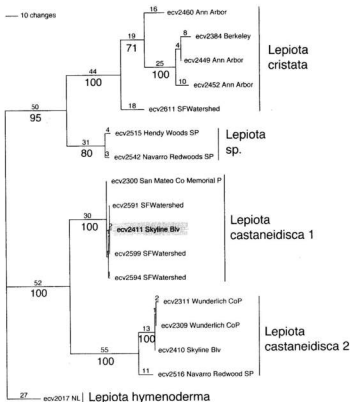 10 changes
16
ecv2460 Ann Arbor
19
71
8
ecv2384 Berkeley
4
ecv2449 Ann Arbor
25
100
10
ecv2452 Ann Arbor
44
100
18
ecv2611 SFWatershed
Lepiota
cristata
50
95
4
ecv2515 Hendy Woods SP
31
80
3
ecv2542 Navarro Redwoods SP
Lepiota
sp.
ecv2300 San Mateo Co Memorial P
ecv2591 SFWatershed
30
100
2
ecv2411 Skyline Blv
ecv2599 SFWatershed
ecv2594 SFWatershed
Lepiota
castaneidisca 1
52
100
2
ecv2311 Wunderlich CoP
ecv2309 Wunderlich CoP
13
100
ecv2410 Skyline Blv
55
100
11
ecv2516 Navarro Redwood SP
Lepiota
castaneidisca 2
27
ecv2017 NL
Lepiota hymenoderma